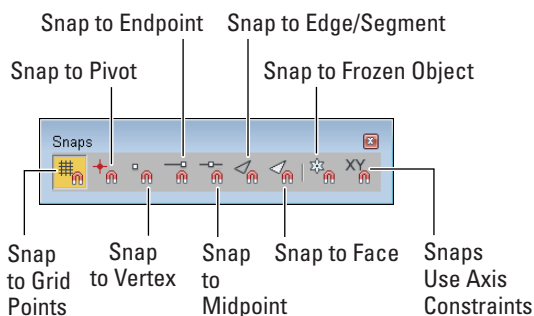 Snap to Endpoint
Snap to Edge/Segment
Snap to Pivot
Snap to Frozen Object
Snaps
XY
Snap
to Grid
Points
Snap
to Vertex
Snap
to
Midpoint
Snap to Face
Snaps
Use Axis
Constraints